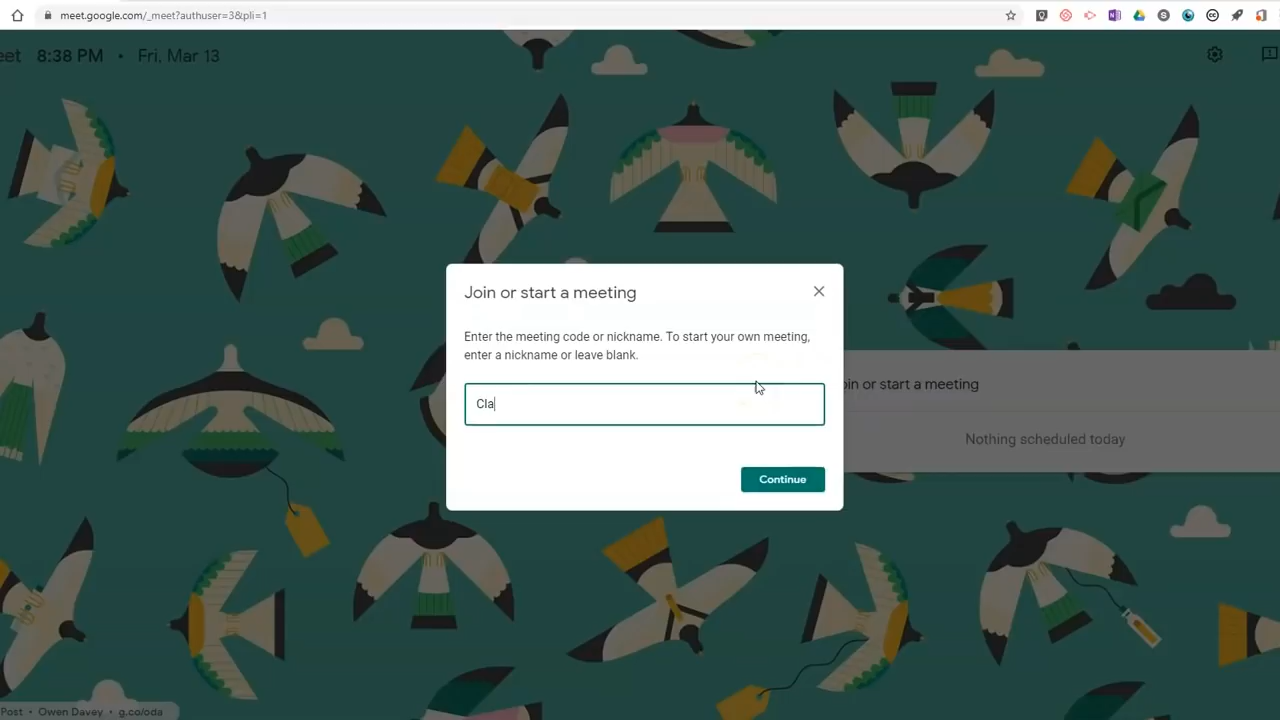 meet.google.com/_meet?authuser=3&pli=1
eet 8:38 PM • Fri, Mar 13
Join or start a meeting
Enter the meeting code or nickname. To start your own meeting,
enter a nickname or leave blank.
Cla
Continue
oin or start a meeting
Nothing scheduled today
Post • Owen Davey • g.co/oda